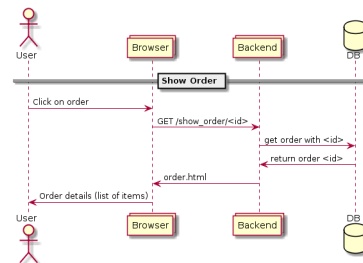 User
Browser
Backend
DB
Show Order
Click on order
GET /show_order/<id>
get order with <id>
return order <id>
order.html
Order details (list of items)
User
Browser
Backend
DB